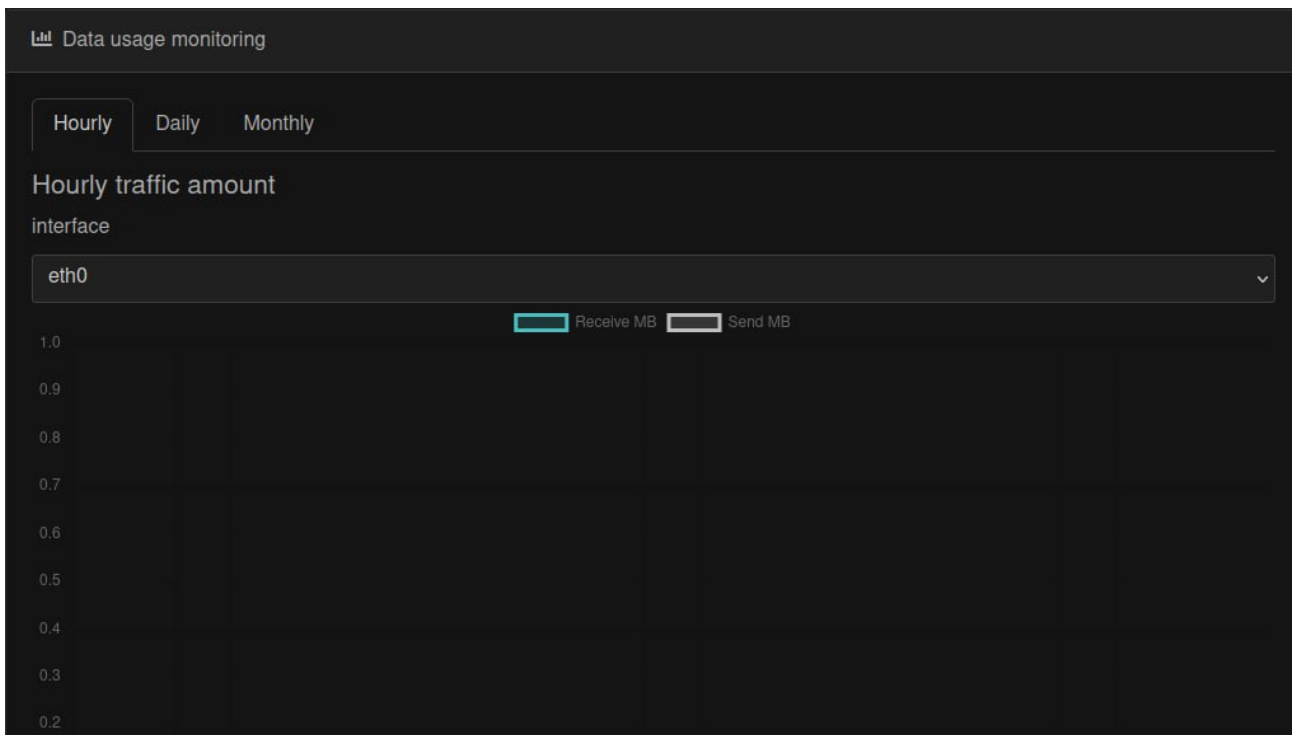 Data usage monitoring
Hourly Daily Monthly
Hourly traffic amount
interface
eth0
Receive MB Send MB
1.0
0.9
0.8
0.7
0.6
0.5
0.4
0.3
0.2